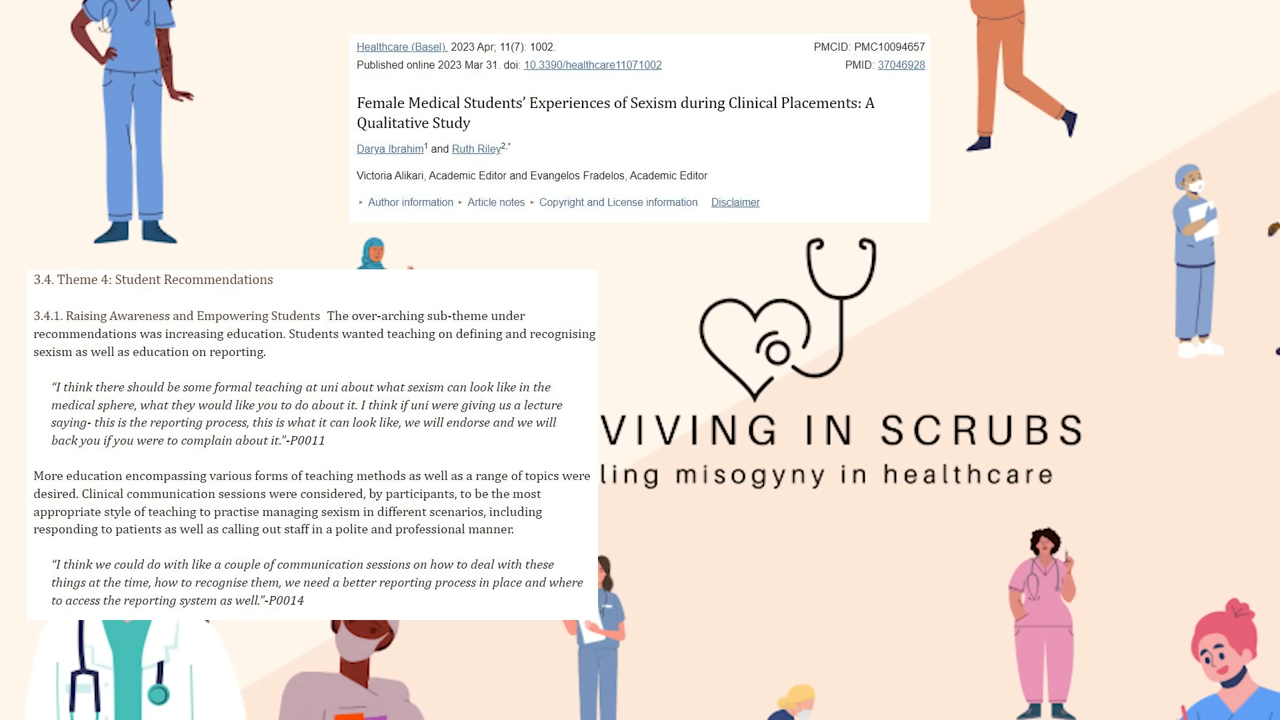 Healthcare (Basel). 2023 Apr; 11(7): 1002.
PMCID: PMC10094657
Published online 2023 Mar 31. doi: 10.3390/healthcare11071002
PMID: 37046928
Female Medical Students’ Experiences of Sexism during Clinical Placements: A
Qualitative Study
Darya Ibrahim1 and Ruth Riley2,*
Victoria Alikari, Academic Editor and Evangelos Fradelos, Academic Editor
▸ Author information ▸ Article notes ▸ Copyright and License information Disclaimer
3.4. Theme 4: Student Recommendations
3.4.1. Raising Awareness and Empowering Students The over-arching sub-theme under
recommendations was increasing education. Students wanted teaching on defining and recognising
sexism as well as education on reporting.
“I think there should be some formal teaching at uni about what sexism can look like in the
medical sphere, what they would like you to do about it. I think if uni were giving us a lecture
saying- this is the reporting process, this is what it can look like, we will endorse and we will
back you if you were to complain about it.”-P0011
More education encompassing various forms of teaching methods as well as a range of topics were
desired. Clinical communication sessions were considered, by participants, to be the most
appropriate style of teaching to practise managing sexism in different scenarios, including
responding to patients as well as calling out staff in a polite and professional manner.
“I think we could do with like a couple of communication sessions on how to deal with these
things at the time, how to recognise them, we need a better reporting process in place and where
to access the reporting system as well.”-P0014
VIVING IN SCRUBS
ling misogyny in healthcare